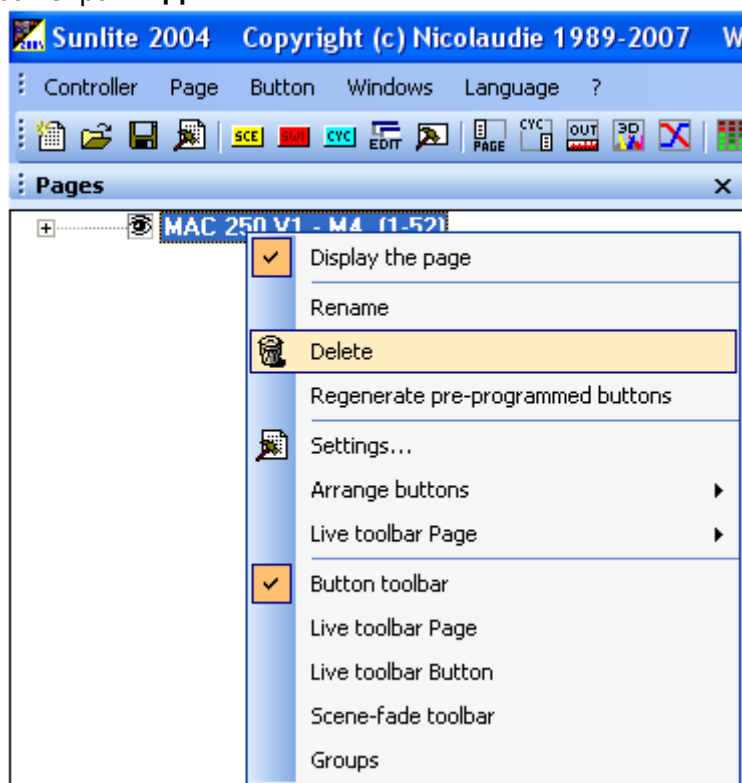 Sunlite 2004 Copyright (c) Nicolaudie 1989-2007 W
Controller Page Button Windows Language ?
SCE SWI CYC EDIT PAGE CYC OUT 3D
Pages
MAC 250 V1 - M4 (1-52)
Display the page
Rename
Delete
Regenerate pre-programmed buttons
Settings...
Arrange buttons
Live toolbar Page
Button toolbar
Live toolbar Page
Live toolbar Button
Scene-fade toolbar
Groups